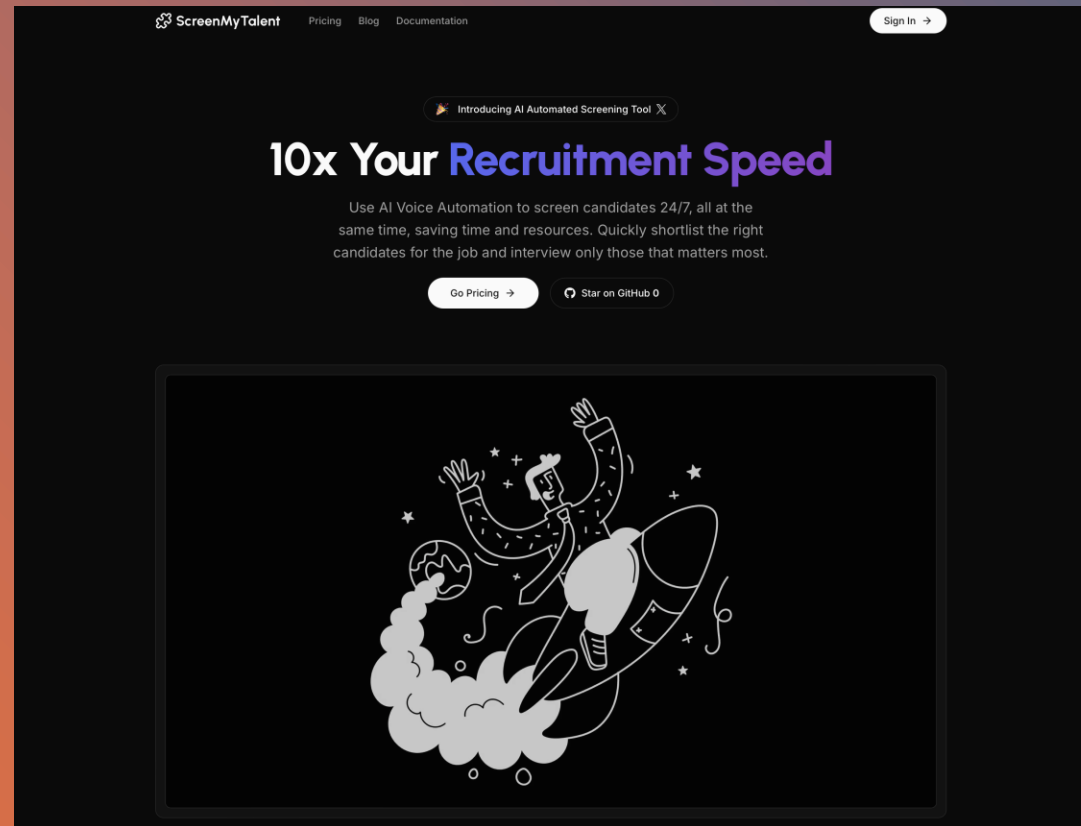 ScreenMyTalent Pricing Blog Documentation Sign In →
🎉 Introducing AI Automated Screening Tool 𝕏
10x Your Recruitment Speed
Use AI Voice Automation to screen candidates 24/7, all at the
same time, saving time and resources. Quickly shortlist the right
candidates for the job and interview only those that matters most.
Go Pricing → Star on GitHub 0